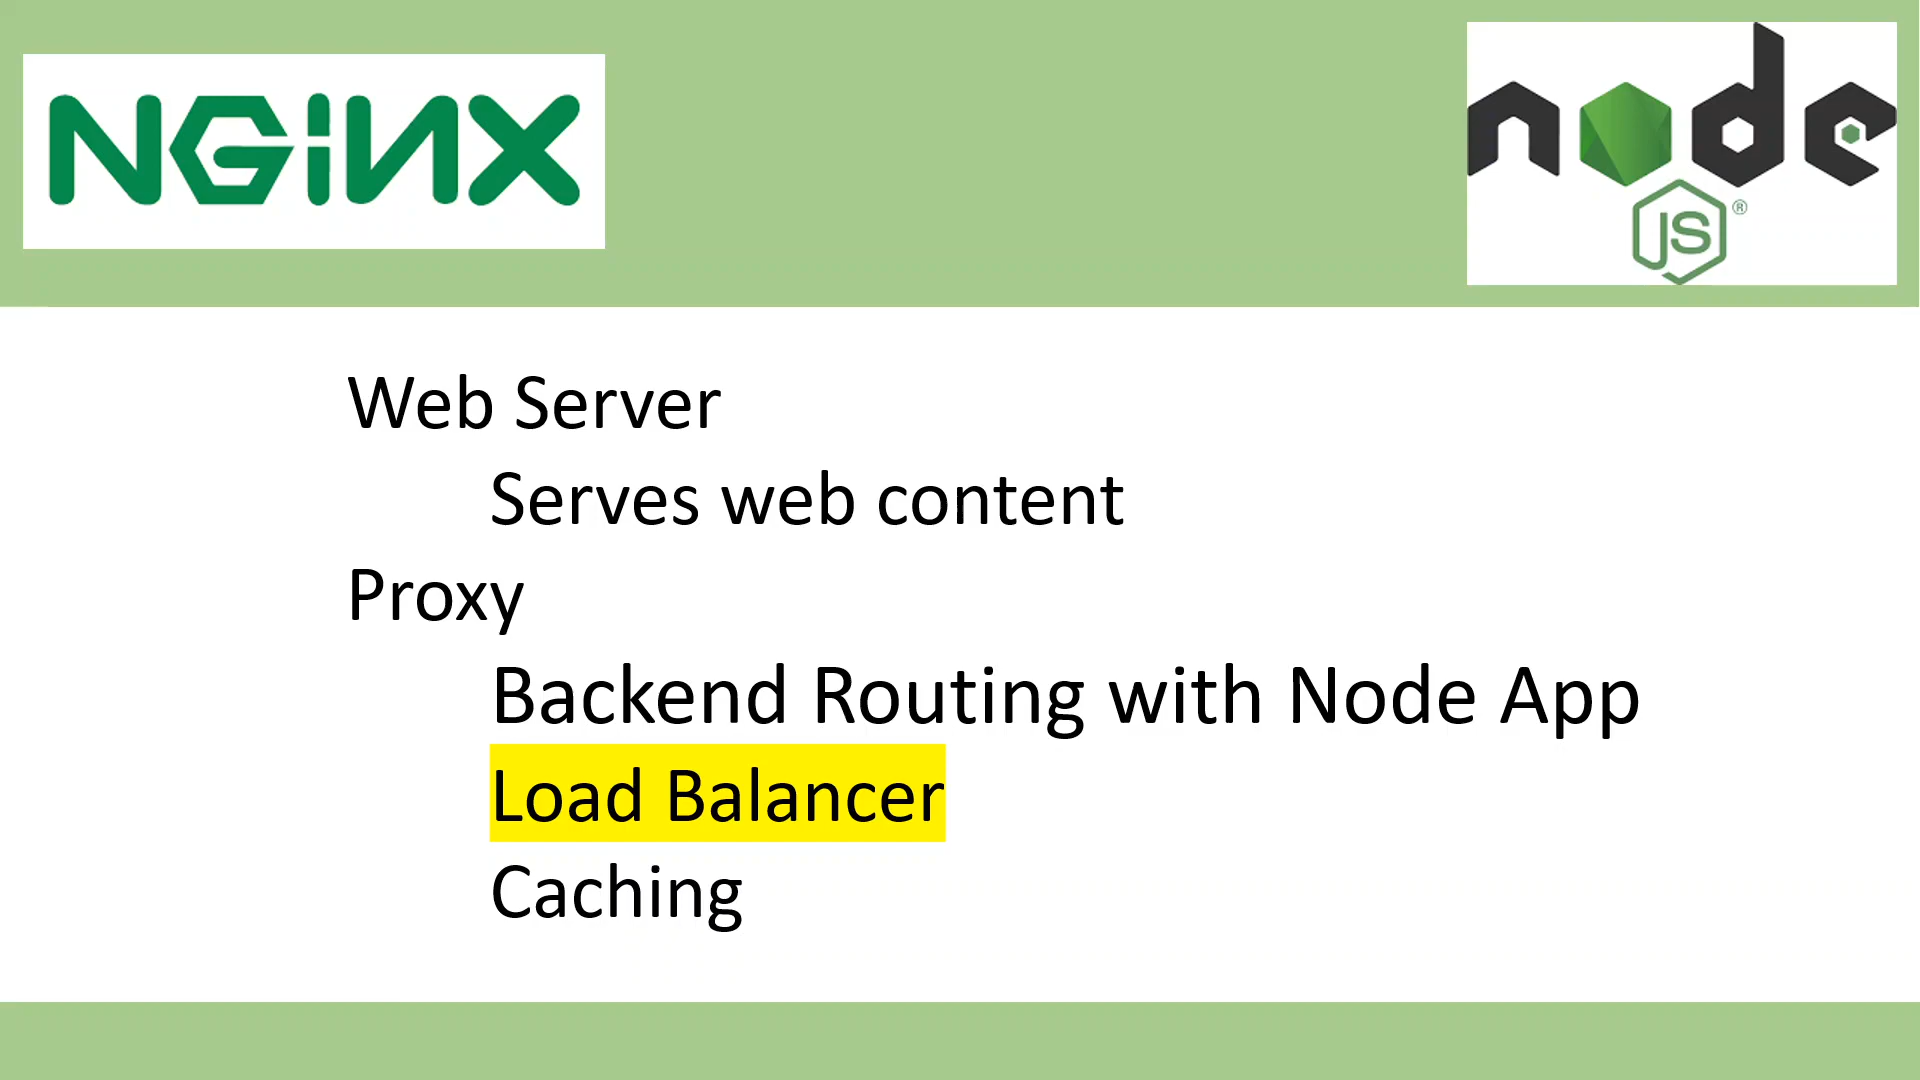 NGINX
node
JS®
Web Server
Serves web content
Proxy
Backend Routing with Node App
Load Balancer
Caching